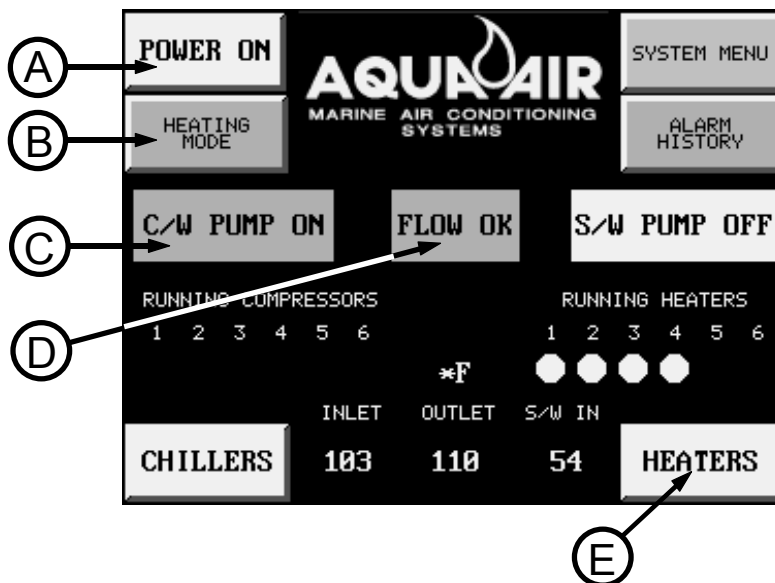 A
POWER ON
AQUA AIR
MARINE AIR CONDITIONING
SYSTEMS
SYSTEM MENU
B
HEATING
MODE
ALARM
HISTORY
C
C/W PUMP ON
FLOW OK
S/W PUMP OFF
D
RUNNING COMPRESSORS
1 2 3 4 5 6
RUNNING HEATERS
1 2 3 4 5 6
*F
INLET OUTLET S/W IN
CHILLERS
103 110 54
HEATERS
E